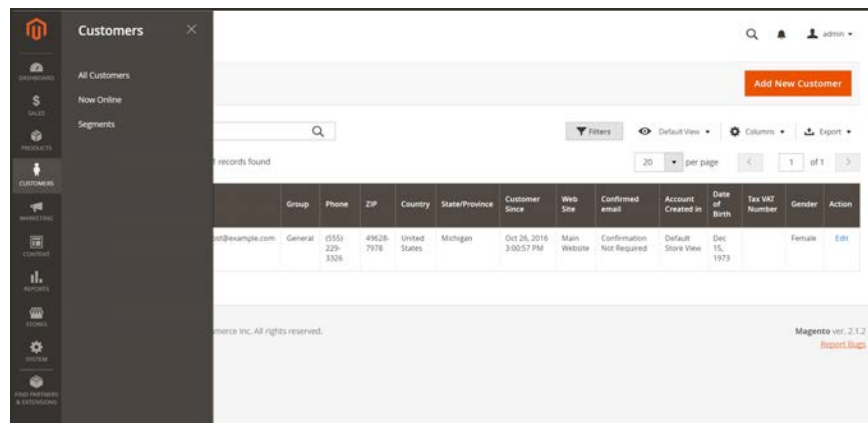 Customers
All Customers
Now Online
Segments
DASHBOARD
SALES
PRODUCTS
CUSTOMERS
MARKETING
CONTENT
REPORTS
STORES
SYSTEM
FIND PARTNERS
& EXTENSIONS
admin
Add New Customer
Filters
Default View
Columns
Export
1 records found
20 per page
1 of 1
Group Phone ZIP Country State/Province Customer Since Web Site Confirmed email Account Created in Date of Birth Tax VAT Number Gender Action
ost@example.com General (555) 229-3326 49628-7978 United States Michigan Oct 26, 2016 3:00:57 PM Main Website Confirmation Not Required Default Store View Dec 15, 1973 Female Edit
merce Inc. All rights reserved.
Magento ver. 2.1.2
Report Bugs